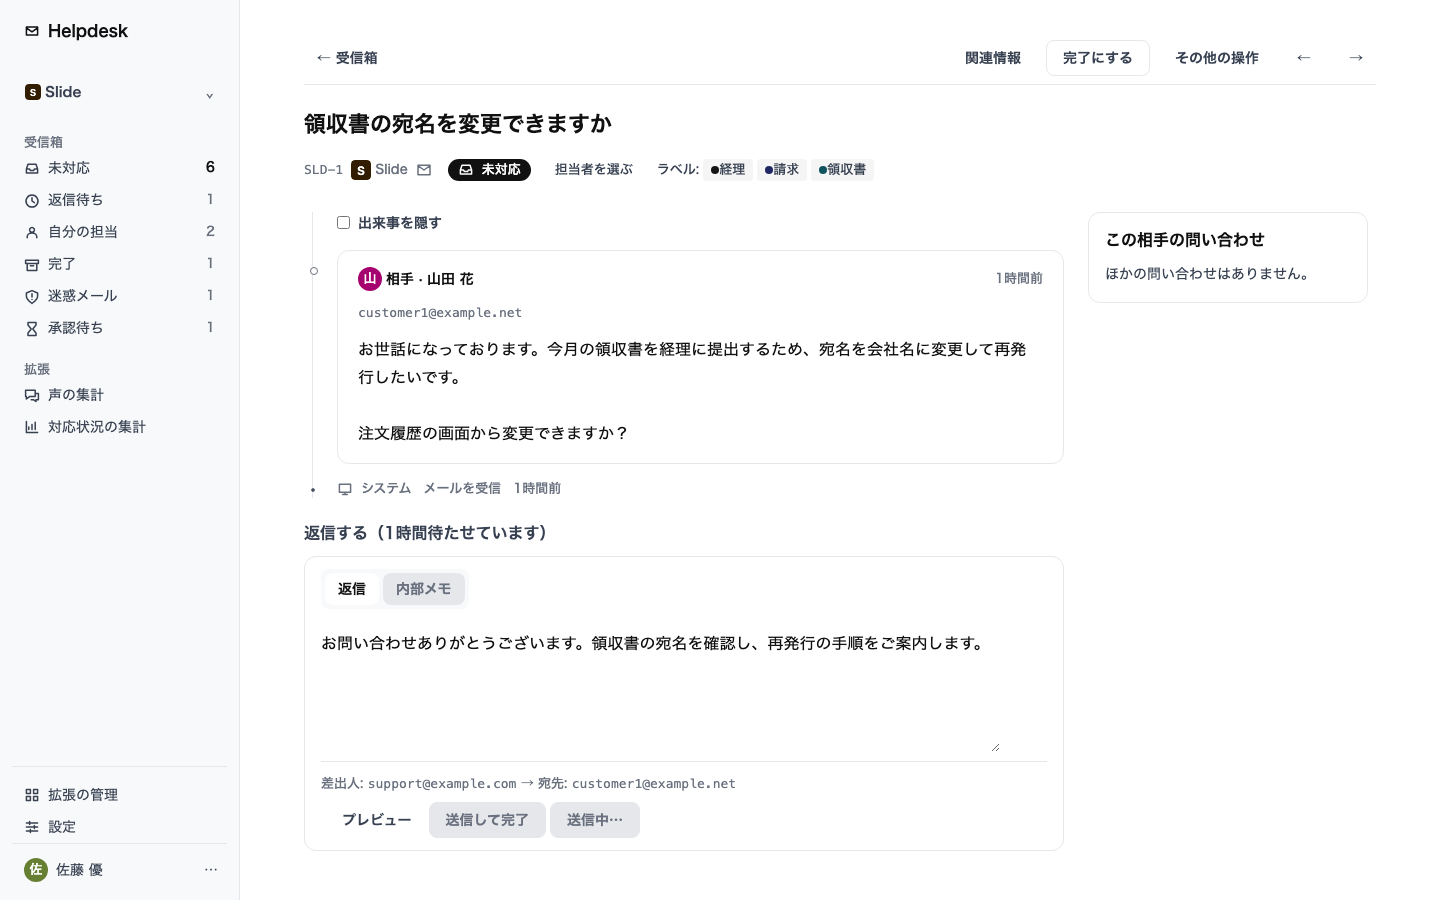 Helpdesk
S Slide
受信箱
未対応 6
返信待ち 1
自分の担当 2
完了 1
迷惑メール 1
承認待ち 1
拡張
声の集計
対応状況の集計
拡張の管理
設定
佐 佐藤 優 …
← 受信箱
関連情報 完了にする その他の操作 ← →
領収書の宛名を変更できますか
SLD-1 S Slide 未対応 担当者を選ぶ ラベル: ●経理 ●請求 ●領収書
出来事を隠す
山 相手 · 山田 花 1時間前
customer1@example.net
お世話になっております。今月の領収書を経理に提出するため、宛名を会社名に変更して再発
行したいです。
注文履歴の画面から変更できますか？
システム メールを受信 1時間前
この相手の問い合わせ
ほかの問い合わせはありません。
返信する（1時間待たせています）
返信 内部メモ
お問い合わせありがとうございます。領収書の宛名を確認し、再発行の手順をご案内します。
差出人: support@example.com → 宛先: customer1@example.net
プレビュー 送信して完了 送信中…